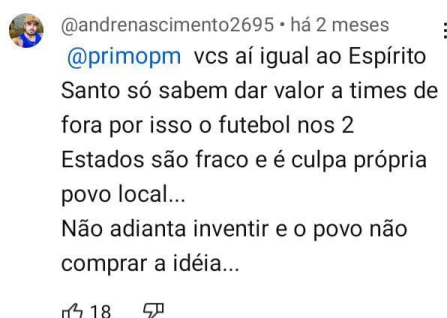 @andrenascimento2695 • há 2 meses
@primopm vcs aí igual ao Espírito
Santo só sabem dar valor a times de
fora por isso o futebol nos 2
Estados são fraco e é culpa própria
povo local...
Não adianta inventir e o povo não
comprar a idéia...
18